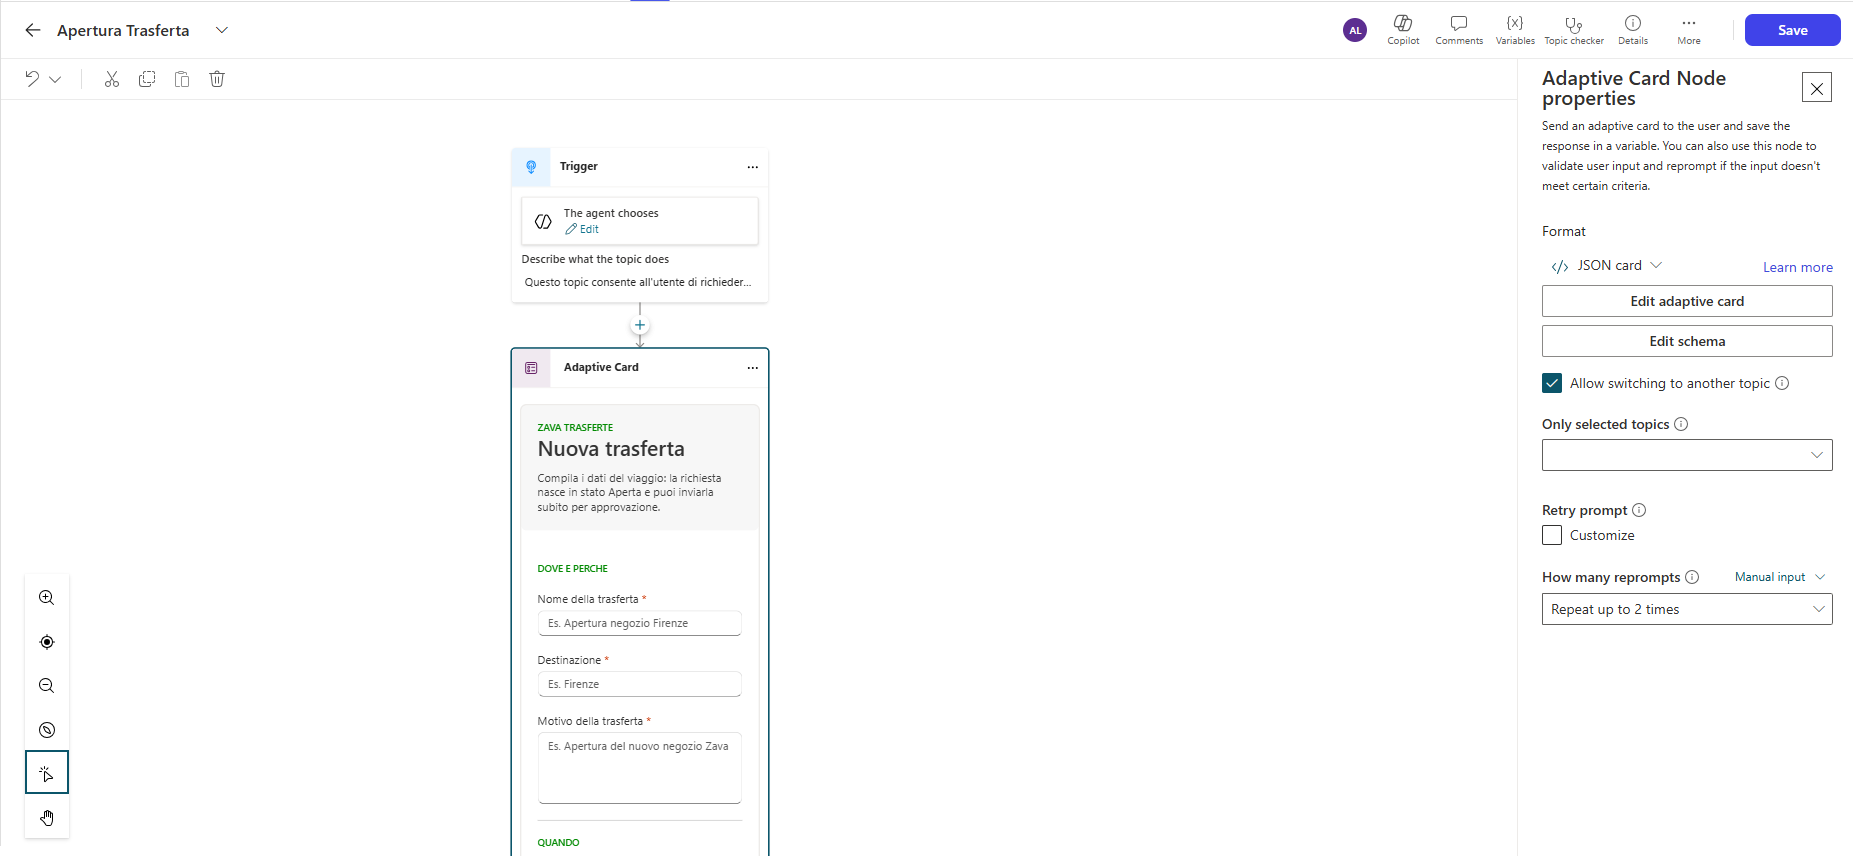 Apertura Trasferta
AL
Copilot
Comments
{x}
Variables
Topic checker
Details
More
Save
Trigger
The agent chooses
Edit
Describe what the topic does
Questo topic consente all'utente di richieder...
Adaptive Card
ZAVA TRASFERTE
Nuova trasferta
Compila i dati del viaggio: la richiesta
nasce in stato Aperta e puoi inviarla
subito per approvazione.
DOVE E PERCHE
Nome della trasferta *
Es. Apertura negozio Firenze
Destinazione *
Es. Firenze
Motivo della trasferta *
Es. Apertura del nuovo negozio Zava
QUANDO
Adaptive Card Node
properties
Send an adaptive card to the user and save the
response in a variable. You can also use this node to
validate user input and reprompt if the input doesn't
meet certain criteria.
Format
JSON card
Learn more
Edit adaptive card
Edit schema
Allow switching to another topic
Only selected topics
Retry prompt
Customize
How many reprompts
Manual input
Repeat up to 2 times